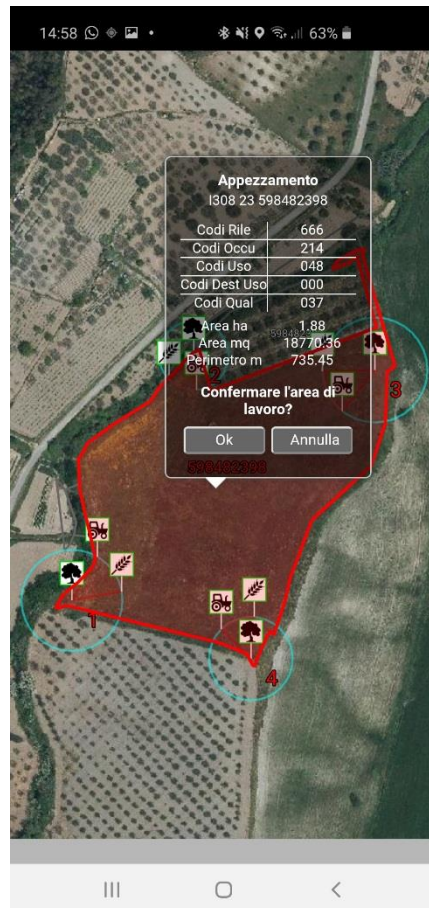 14:58 63%
Appezzamento
I308 23 598482398
Codi Rile 666
Codi Occu 214
Codi Uso 048
Codi Dest Uso 000
Codi Qual 037
Area ha 1.88
Area mq 18770.36
Perimetro m 735.45
Confermare l'area di
lavoro?
Ok Annulla
598482398
2
3
1
4